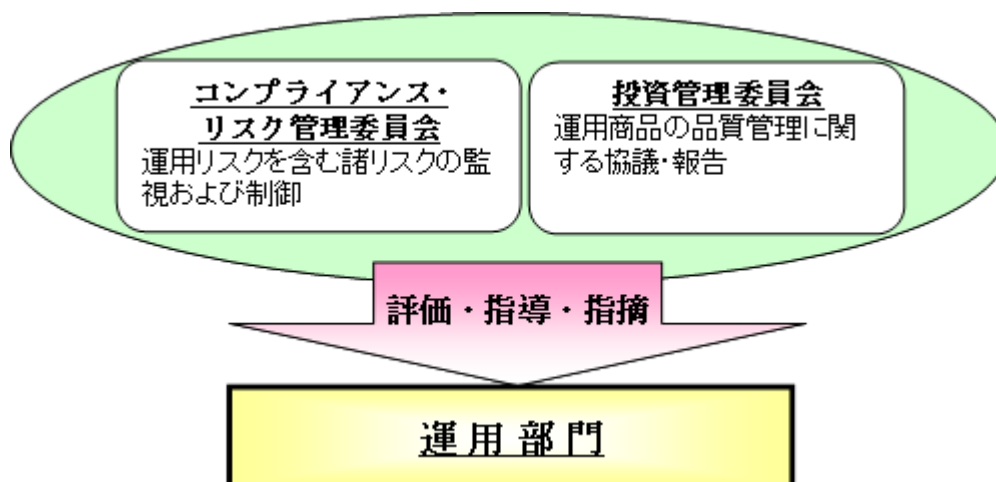 コンプライアンス・
リスク管理委員会
運用リスクを含む諸リスクの監
視および制御
投資管理委員会
運用商品の品質管理に関
する協議・報告
評価・指導・指摘
運用部門